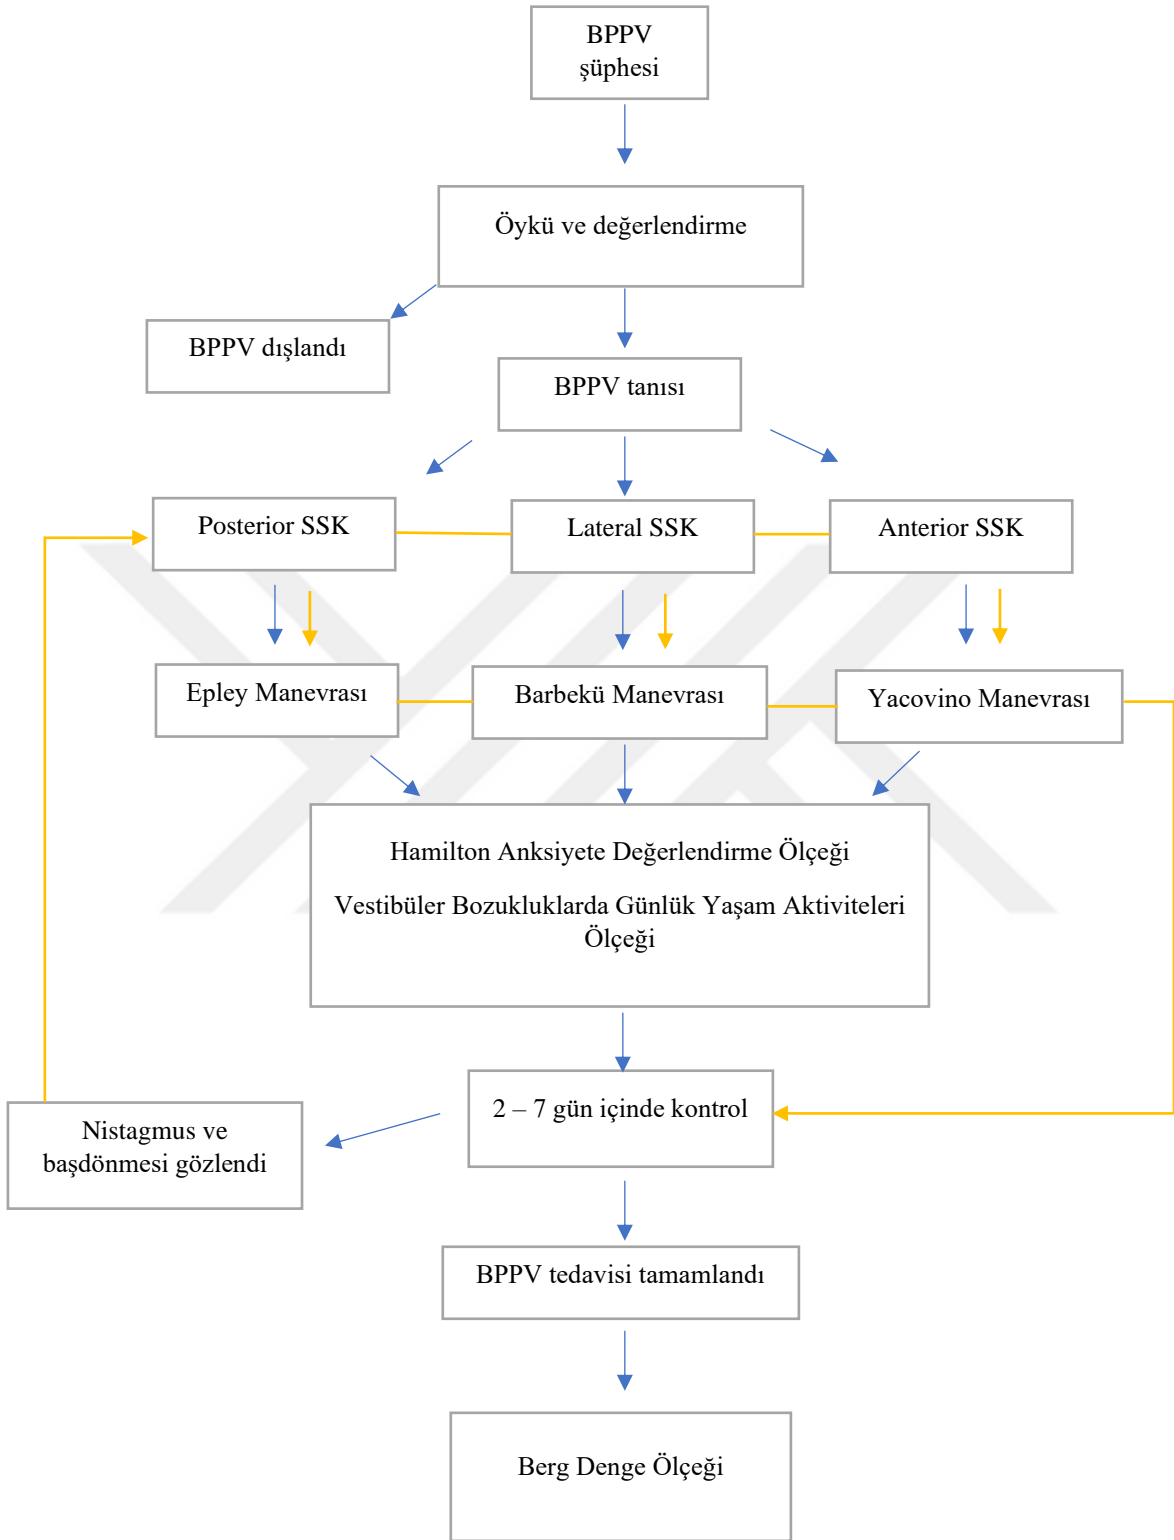 BPPV
şüphesi
Öykü ve değerlendirme
BPPV dışlandı
BPPV tanısı
Posterior SSK
Lateral SSK
Anterior SSK
Epley Manevrası
Barbekü Manevrası
Yacovino Manevrası
Hamilton Anksiyete Değerlendirme Ölçeği
Vestibüler Bozukluklarda Günlük Yaşam Aktiviteleri
Ölçeği
2 – 7 gün içinde kontrol
Nistagmus ve
başdönmesi gözlendi
BPPV tedavisi tamamlandı
Berg Denge Ölçeği